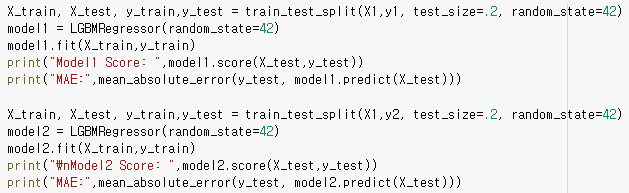 X_train, X_test, y_train,y_test = train_test_split(X1,y1, test_size=.2, random_state=42)
model1 = LGBMRegressor(random_state=42)
model1.fit(X_train,y_train)
print("Model1 Score: ",model1.score(X_test,y_test))
print("MAE:",mean_absolute_error(y_test, model1.predict(X_test)))

X_train, X_test, y_train,y_test = train_test_split(X1,y2, test_size=.2, random_state=42)
model2 = LGBMRegressor(random_state=42)
model2.fit(X_train,y_train)
print("₩nModel2 Score: ",model2.score(X_test,y_test))
print("MAE:",mean_absolute_error(y_test, model2.predict(X_test)))